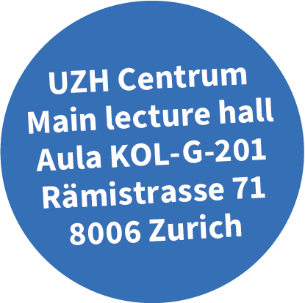 UZH Centrum
Main lecture hall
Aula KOL-G-201
Rämistrasse 71
8006 Zurich